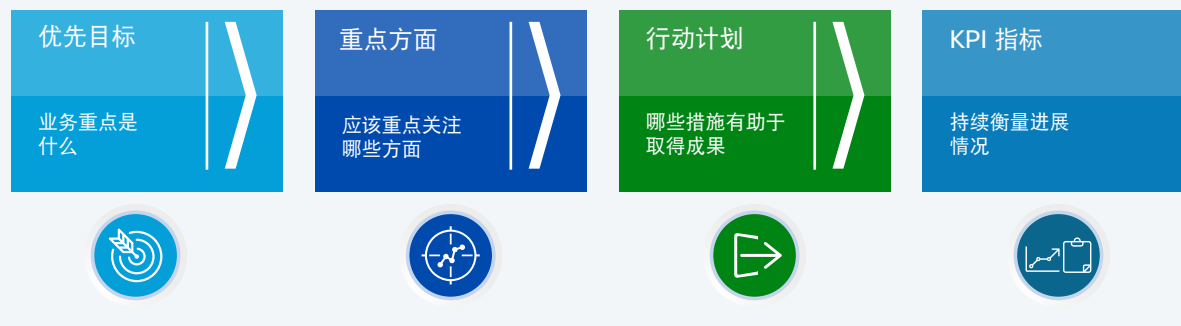 优先目标
业务重点是
什么
重点方面
应该重点关注
哪些方面
行动计划
哪些措施有助于
取得成果
KPI 指标
持续衡量进展
情况